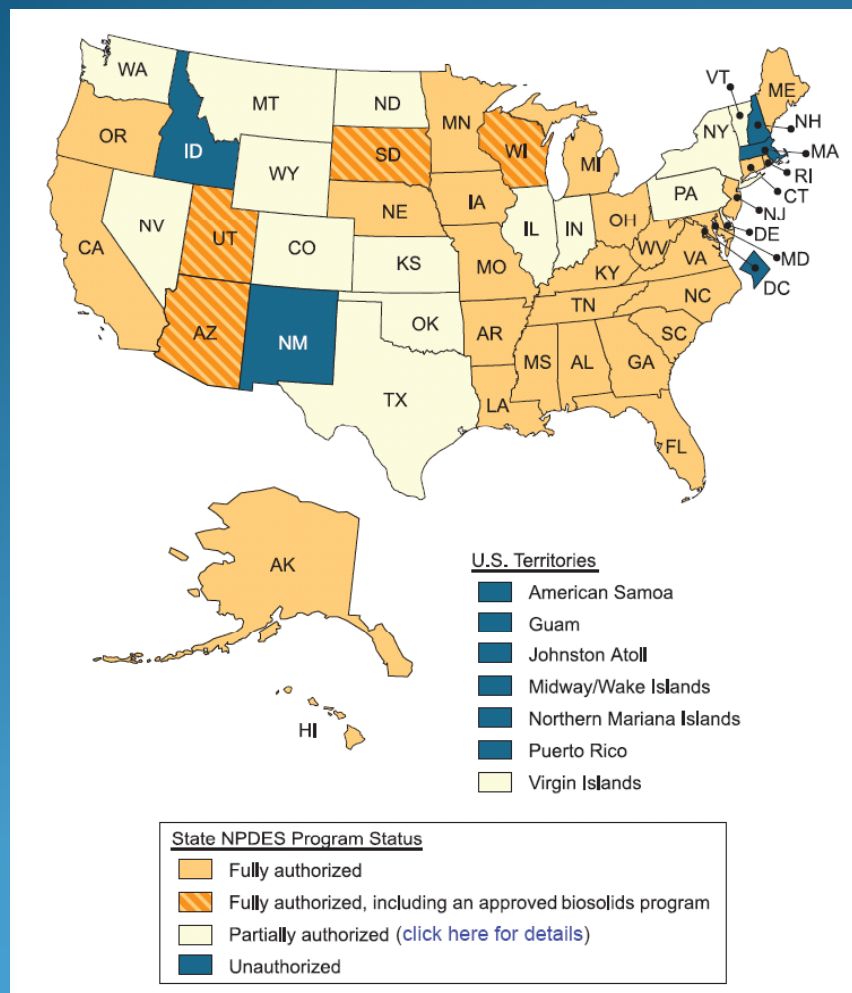 WA
MT
ND
MN
VT
ME
OR
ID
SD
WI
MI
NY
NH
MA
WY
RI
CT
NV
NE
IA
PA
NJ
CA
UT
CO
IL
IN
OH
DE
WV
MD
KS
MO
KY
VA
DC
AZ
NM
OK
AR
TN
NC
SC
TX
MS
AL
GA
LA
FL
AK
HI
U.S. Territories
American Samoa
Guam
Johnston Atoll
Midway/Wake Islands
Northern Mariana Islands
Puerto Rico
Virgin Islands
State NPDES Program Status
Fully authorized
Fully authorized, including an approved biosolids program
Partially authorized (click here for details)
Unauthorized